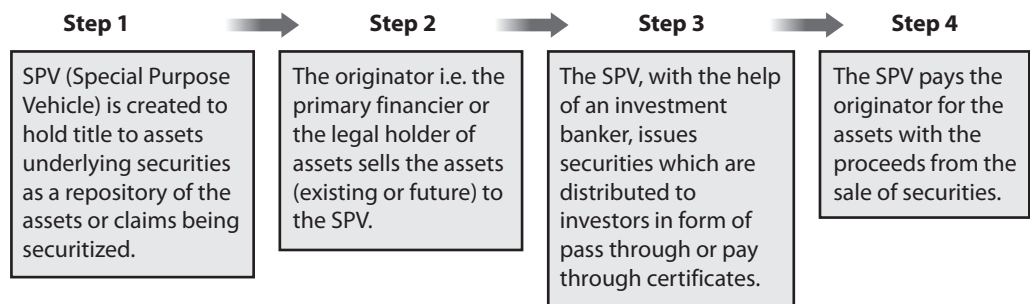 Step 1
SPV (Special Purpose
Vehicle) is created to
hold title to assets
underlying securities
as a repository of the
assets or claims being
securitized.
Step 2
The originator i.e. the
primary financier or
the legal holder of
assets sells the assets
(existing or future) to
the SPV.
Step 3
The SPV, with the help
of an investment
banker, issues
securities which are
distributed to
investors in form of
pass through or pay
through certificates.
Step 4
The SPV pays the
originator for the
assets with the
proceeds from the
sale of securities.